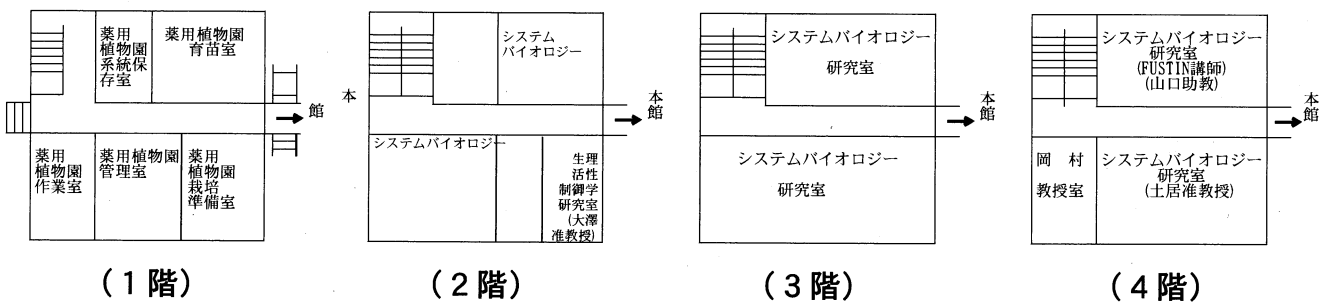 薬用
植物園
系統保
存室
薬用植物園
育苗室
館
薬用
植物園
作業室
薬用植物園
管理室
薬用
植物園
栽培
準備室
(1階)
システム
バイオロジー
本
本
館
システムバイオロジー
生理
活性
制御学
研究室
(大澤
准教授)
(2階)
システムバイオロジー
研究室
本
館
システムバイオロジー
研究室
(3階)
システムバイオロジー
研究室
(FUSTIN講師)
(山口助教)
本
館
岡村
教授室
システムバイオロジー
研究室
(土居准教授)
(4階)